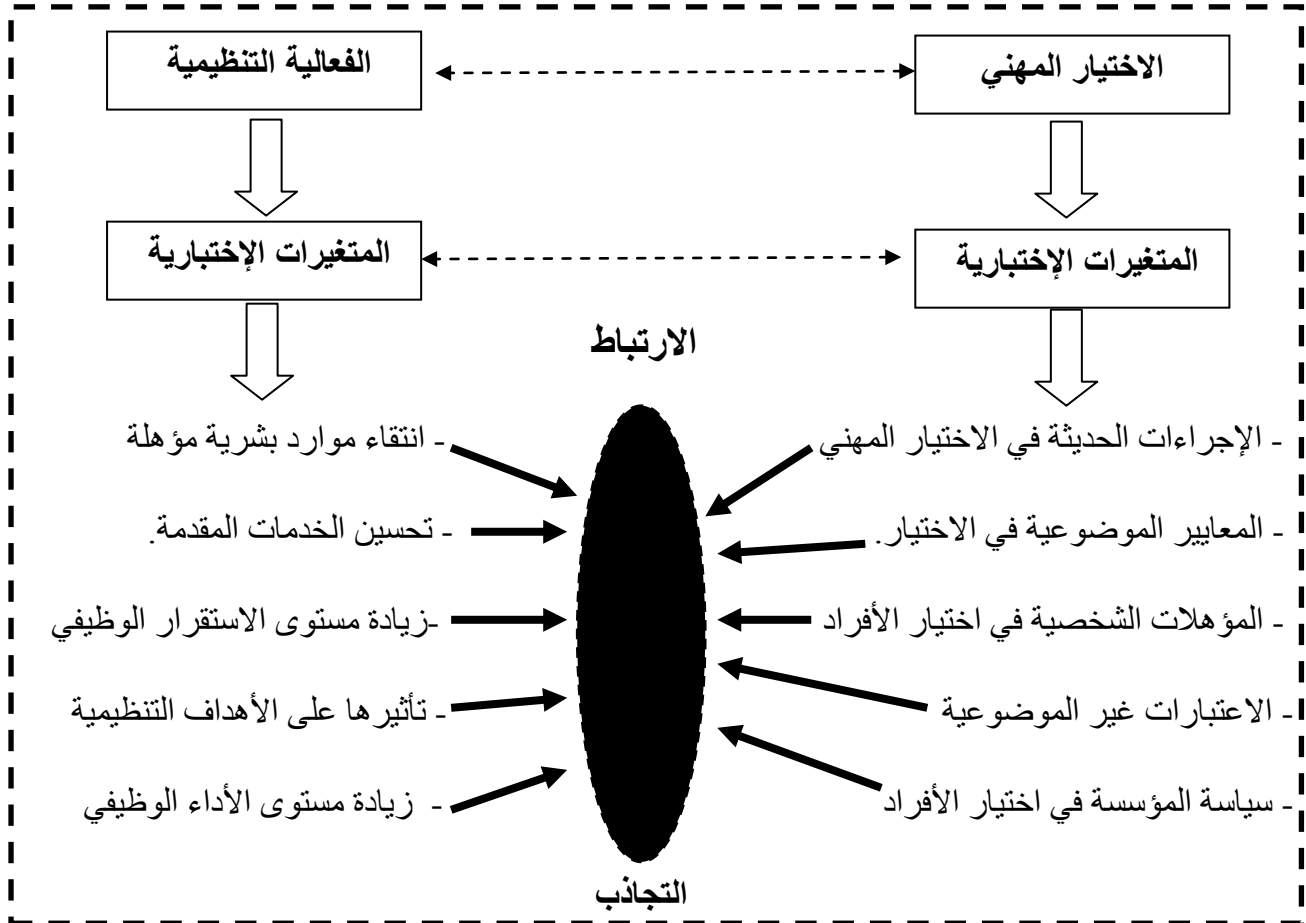 الاختيار المهني
الفعالية التنظيمية
المتغيرات الإختبارية
المتغيرات الإختبارية
الارتباط
- الإجراءات الحديثة في الاختيار المهني
- انتقاء موارد بشرية مؤهلة
- المعايير الموضوعية في الاختيار.
- تحسين الخدمات المقدمة.
- المؤهلات الشخصية في اختيار الأفراد
-زيادة مستوى الاستقرار الوظيفي
- الاعتبارات غير الموضوعية
- تأثيرها على الأهداف التنظيمية
- سياسة المؤسسة في اختيار الأفراد
- زيادة مستوى الأداء الوظيفي
التجاذب